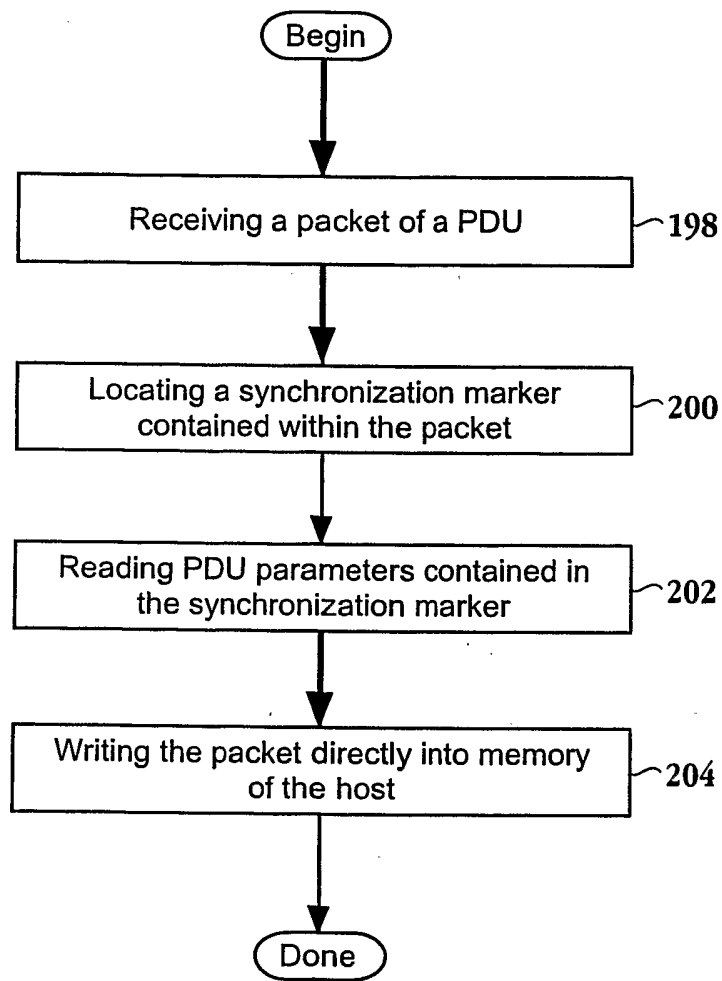 Begin
Receiving a packet of a PDU
198
Locating a synchronization marker
contained within the packet
200
Reading PDU parameters contained in
the synchronization marker
202
Writing the packet directly into memory
of the host
204
Done